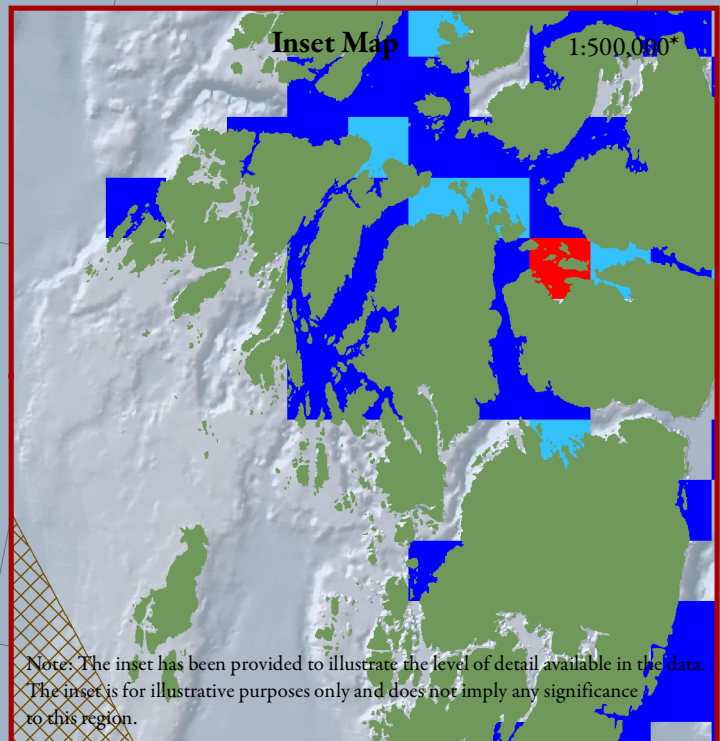 Inset Map
1:500,000*
Note: The inset has been provided to illustrate the level of detail available in the data.
The inset is for illustrative purposes only and does not imply any significance
to this region.